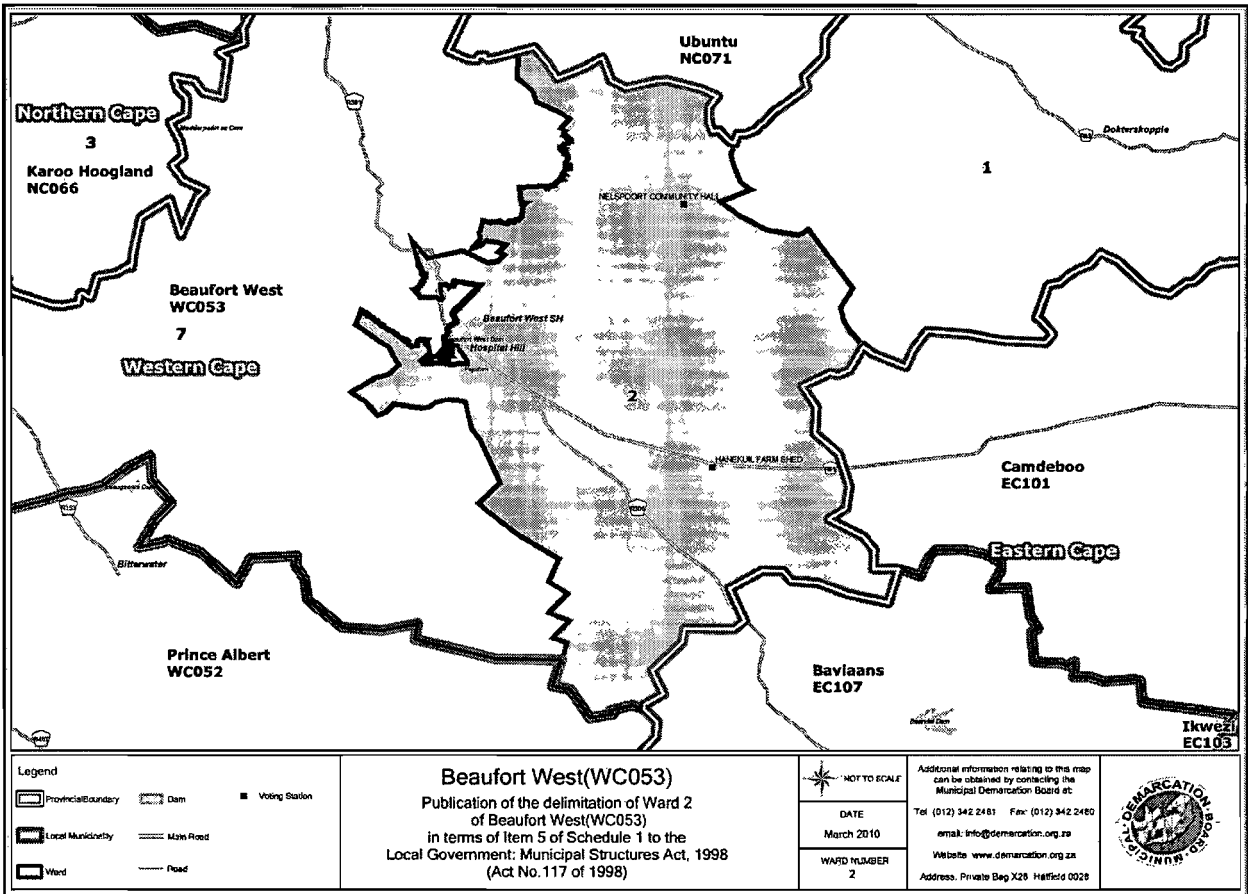 Ubuntu
NC071
Northern Cape
3
Karoo Hoogland
NC066
Dokterskoppie
1
NELSPOORT COMMUNITY HALL
Beaufort West
WC053
7
Western Cape
Beaufort West SH
Hospital Hill
2
HANEKUIL FARM SHED
Camdeboo
EC101
Eastern Cape
Bitterwater
Prince Albert
WC052
Baviaans
EC107
Ikwezi
EC103
Legend
ProvincialBoundary
Dam
Voting Station
Local Municipality
Main Road
Ward
Road
Beaufort West(WC053)
Publication of the delimitation of Ward 2
of Beaufort West(WC053)
in terms of Item 5 of Schedule 1 to the
Local Government: Municipal Structures Act, 1998
(Act No.117 of 1998)
NOT TO SCALE
DATE
March 2010
WARD NUMBER
2
Additional information relating to this map
can be obtained by contacting the
Municipal Demarcation Board at:
Tel (012) 342 2481 Fax: (012) 342 2480
email: info@demarcation.org.za
Website www.demarcation.org.za
Address. Private Bag X28 Hatfield 0028
MUNICIPAL DEMARCATION BOARD